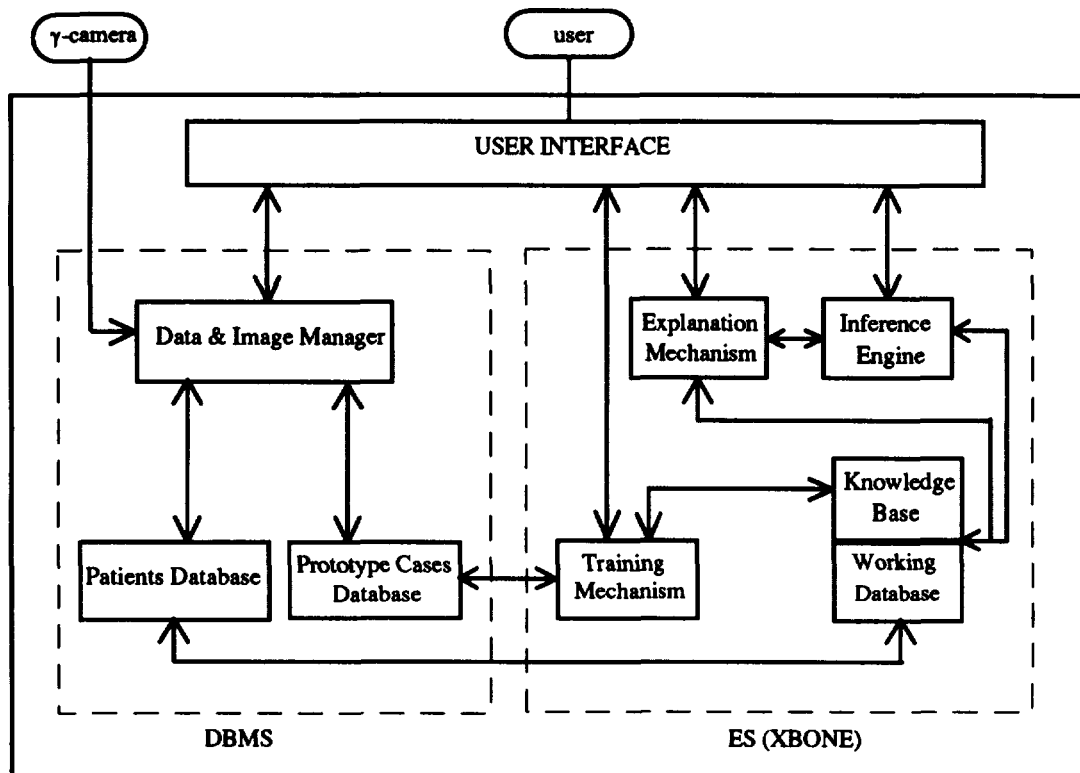 γ-camera
user
USER INTERFACE
Data & Image Manager
Explanation
Mechanism
Inference
Engine
Knowledge
Base
Patients Database
Prototype Cases
Database
Training
Mechanism
Working
Database
DBMS
ES (XBONE)